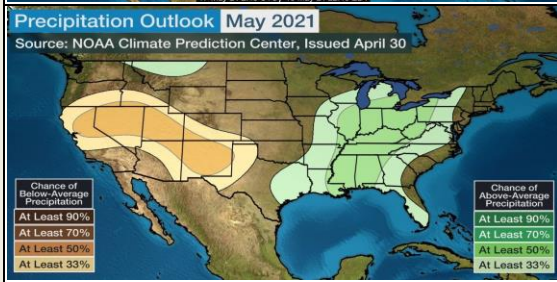 Precipitation Outlook May 2021
Source: NOAA Climate Prediction Center, Issued April 30
Chance of
Below-Average
Precipitation
At Least 90%
At Least 70%
At Least 50%
At Least 33%
Chance of
Above-Average
Precipitation
At Least 90%
At Least 70%
At Least 50%
At Least 33%